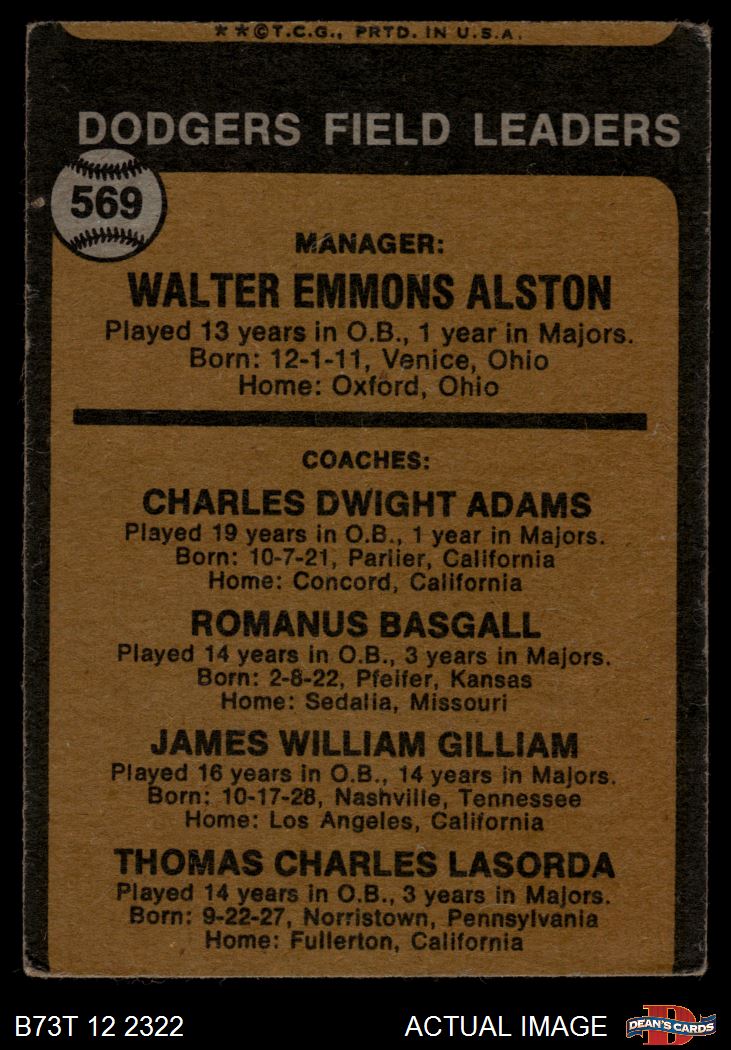 **©T.C.G., PRTD. IN U.S.A.
DODGERS FIELD LEADERS
569
MANAGER:
WALTER EMMONS ALSTON
Played 13 years in O.B., 1 year in Majors.
Born: 12-1-11, Venice, Ohio
Home: Oxford, Ohio
COACHES:
CHARLES DWIGHT ADAMS
Played 19 years in O.B., 1 year in Majors.
Born: 10-7-21, Parlier, California
Home: Concord, California
ROMANUS BASGALL
Played 14 years in O.B., 3 years in Majors.
Born: 2-8-22, Pfeifer, Kansas
Home: Sedalia, Missouri
JAMES WILLIAM GILLIAM
Played 16 years in O.B., 14 years in Majors.
Born: 10-17-28, Nashville, Tennessee
Home: Los Angeles, California
THOMAS CHARLES LASORDA
Played 14 years in O.B., 3 years in Majors.
Born: 9-22-27, Norristown, Pennsylvania
Home: Fullerton, California
B73T 12 2322
ACTUAL IMAGE
D
DEAN'S CARDS